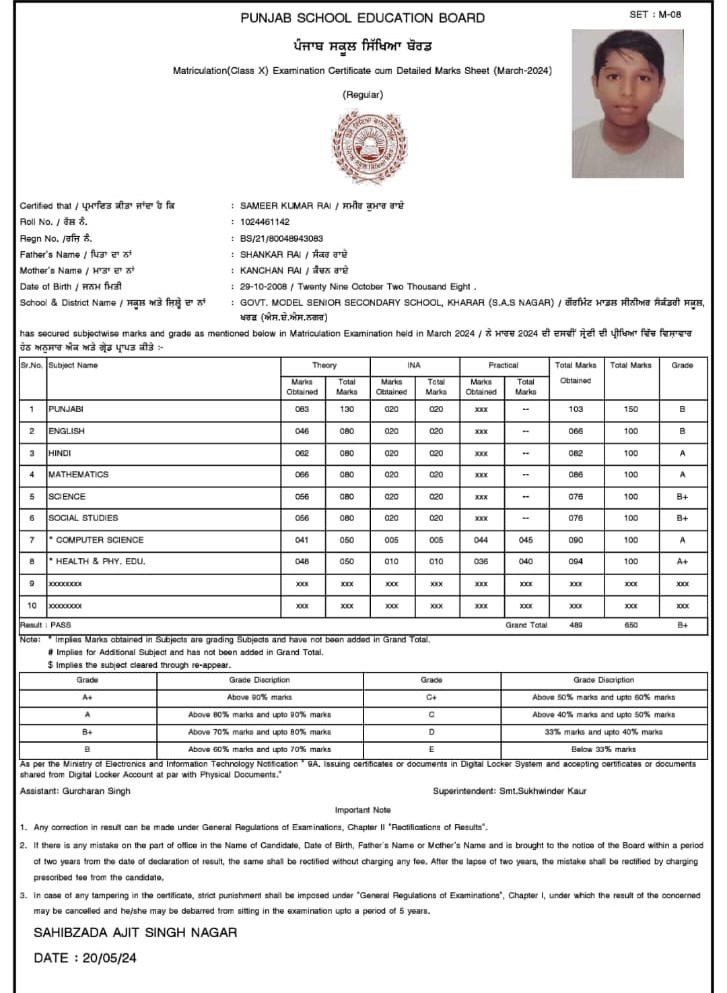 PUNJAB SCHOOL EDUCATION BOARD
SET : M-08
ਪੰਜਾਬ ਸਕੂਲ ਸਿੱਖਿਆ ਬੋਰਡ
Matriculation(Class X) Examination Certificate cum Detailed Marks Sheet (March-2024)
(Regular)
Certified that / ਪ੍ਰਮਾਣਿਤ ਕੀਤਾ ਜਾਂਦਾ ਹੈ ਕਿ : SAMEER KUMAR RAI / ਸਮੀਰ ਕੁਮਾਰ ਰਾਏ
Roll No. / ਰੋਲ ਨੰ. : 1024461142
Regn No. /ਰਜਿ ਨੰ. : BS/21/80048943083
Father's Name / ਪਿਤਾ ਦਾ ਨਾਂ : SHANKAR RAI / ਸੰਕਰ ਰਾਏ
Mother's Name / ਮਾਤਾ ਦਾ ਨਾਂ : KANCHAN RAI / ਕੰਚਨ ਰਾਏ
Date of Birth / ਜਨਮ ਮਿਤੀ : 29-10-2008 / Twenty Nine October Two Thousand Eight .
School & District Name / ਸਕੂਲ ਅਤੇ ਜਿਲ੍ਹੇ ਦਾ ਨਾਂ : GOVT. MODEL SENIOR SECONDARY SCHOOL, KHARAR (S.A.S NAGAR) / ਗੌਰਮਿੰਟ ਮਾਡਲ ਸੀਨੀਅਰ ਸੰਕੰਡਰੀ ਸਕੂਲ,
ਖਰੜ (ਐਸ.ਏ.ਐਸ.ਨਗਰ)
has secured subjectwise marks and grade as mentioned below in Matriculation Examination held in March 2024 / ਨੇ ਮਾਰਚ 2024 ਦੀ ਦਸਵੀਂ ਸ੍ਰੇਣੀ ਦੀ ਪ੍ਰੀਖਿਆ ਵਿੱਚ ਵਿਸ਼ਾਵਾਰ
ਹੇਠ ਅਨੁਸਾਰ ਅੰਕ ਅਤੇ ਗ੍ਰੇਡ ਪ੍ਰਾਪਤ ਕੀਤੇ :-
Sr.No. Subject Name Theory INA Practical Total Marks Obtained Total Marks Grade
Marks Obtained Total Marks Marks Obtained Total Marks Marks Obtained Total Marks
1 PUNJABI 083 130 020 020 xxx -- 103 150 B
2 ENGLISH 046 080 020 020 xxx -- 066 100 B
3 HINDI 062 080 020 020 xxx -- 082 100 A
4 MATHEMATICS 066 080 020 020 xxx -- 086 100 A
5 SCIENCE 056 080 020 020 xxx -- 076 100 B+
6 SOCIAL STUDIES 056 080 020 020 xxx -- 076 100 B+
7 * COMPUTER SCIENCE 041 050 005 005 044 045 090 100 A
8 * HEALTH & PHY. EDU. 048 050 010 010 036 040 094 100 A+
9 xxxxxxxx xxx xxx xxx xxx xxx xxx xxx xxx xxx
10 xxxxxxxx xxx xxx xxx xxx xxx xxx xxx xxx xxx
Result : PASS Grand Total 489 650 B+
Note: * Implies Marks obtained in Subjects are grading Subjects and have not been added in Grand Total.
# Implies for Additional Subject and has not been added in Grand Total.
$ Implies the subject cleared through re-appear.
Grade Grade Discription Grade Grade Discription
A+ Above 90% marks C+ Above 50% marks and upto 60% marks
A Above 80% marks and upto 90% marks C Above 40% marks and upto 50% marks
B+ Above 70% marks and upto 80% marks D 33% marks and upto 40% marks
B Above 60% marks and upto 70% marks E Below 33% marks
As per the Ministry of Electronics and Information Technology Notification " 9A. Issuing certificates or documents in Digital Locker System and accepting certificates or documents
shared from Digital Locker Account at par with Physical Documents."
Assistant: Gurcharan Singh Superintendent: Smt.Sukhwinder Kaur
Important Note
1. Any correction in result can be made under General Regulations of Examinations, Chapter II "Rectifications of Results".
2. If there is any mistake on the part of office in the Name of Candidate, Date of Birth, Father's Name or Mother's Name and is brought to the notice of the Board within a period
of two years from the date of declaration of result, the same shall be rectified without charging any fee. After the lapse of two years, the mistake shall be rectified by charging
prescribed fee from the candidate.
3. In case of any tampering in the certificate, strict punishment shall be imposed under "General Regulations of Examinations", Chapter I, under which the result of the concerned
may be cancelled and he/she may be debarred from sitting in the examination upto a period of 5 years.
SAHIBZADA AJIT SINGH NAGAR
DATE : 20/05/24